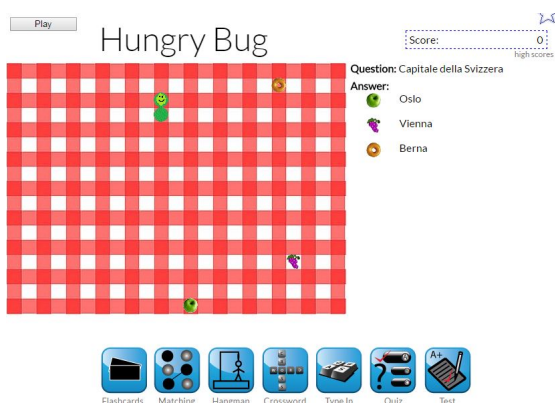 Play
Hungry Bug
Score: 0
high scores
Question: Capitale della Svizzera
Answer:
Oslo
Vienna
Berna
Flashcards Matching Hangman Crossword Type In Quiz Test